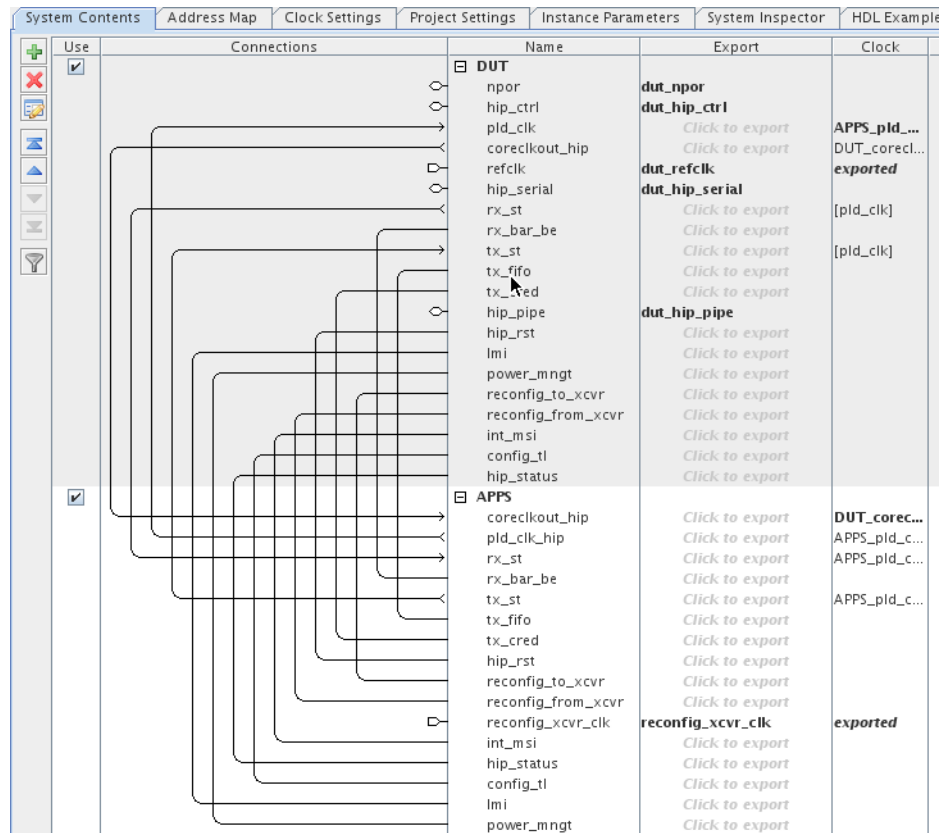 System Contents Address Map Clock Settings Project Settings Instance Parameters System Inspector HDL Example
Use Connections Name Export Clock
DUT
npor dut_npor
hip_ctrl dut_hip_ctrl
pld_clk Click to export APPS_pld_...
coreclkout_hip Click to export DUT_corecl...
refclk dut_refclk exported
hip_serial dut_hip_serial
rx_st Click to export [pld_clk]
rx_bar_be Click to export
tx_st Click to export [pld_clk]
tx_fifo Click to export
tx_cred Click to export
hip_pipe dut_hip_pipe
hip_rst Click to export
lmi Click to export
power_mngt Click to export
reconfig_to_xcvr Click to export
reconfig_from_xcvr Click to export
int_msi Click to export
config_tl Click to export
hip_status Click to export
APPS
coreclkout_hip Click to export DUT_corec...
pld_clk_hip Click to export APPS_pld_c...
rx_st Click to export APPS_pld_c...
rx_bar_be Click to export
tx_st Click to export APPS_pld_c...
tx_fifo Click to export
tx_cred Click to export
hip_rst Click to export
reconfig_to_xcvr Click to export
reconfig_from_xcvr Click to export
reconfig_xcvr_clk reconfig_xcvr_clk exported
int_msi Click to export
hip_status Click to export
config_tl Click to export
lmi Click to export
power_mngt Click to export